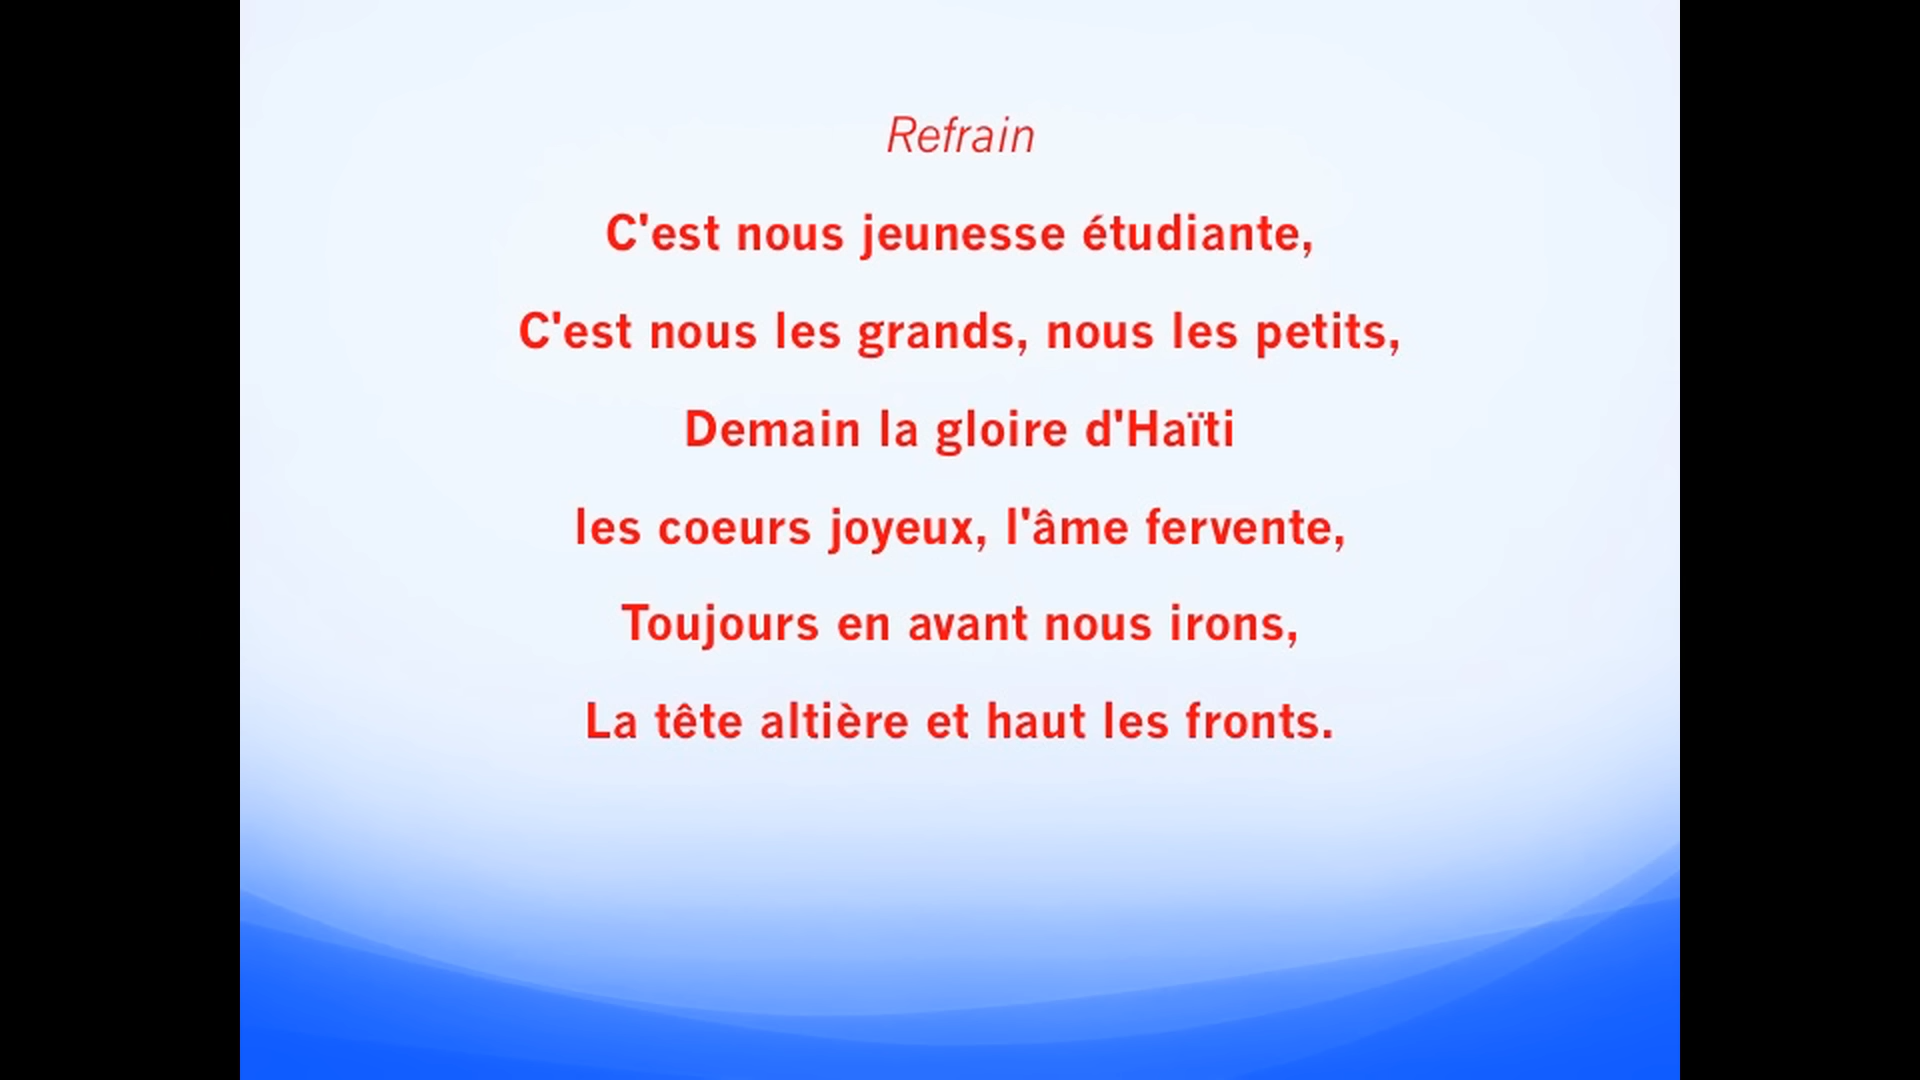 Refrain
C'est nous jeunesse étudiante,
C'est nous les grands, nous les petits,
Demain la gloire d'Haïti
les coeurs joyeux, l'âme fervente,
Toujours en avant nous irons,
La tête altière et haut les fronts.